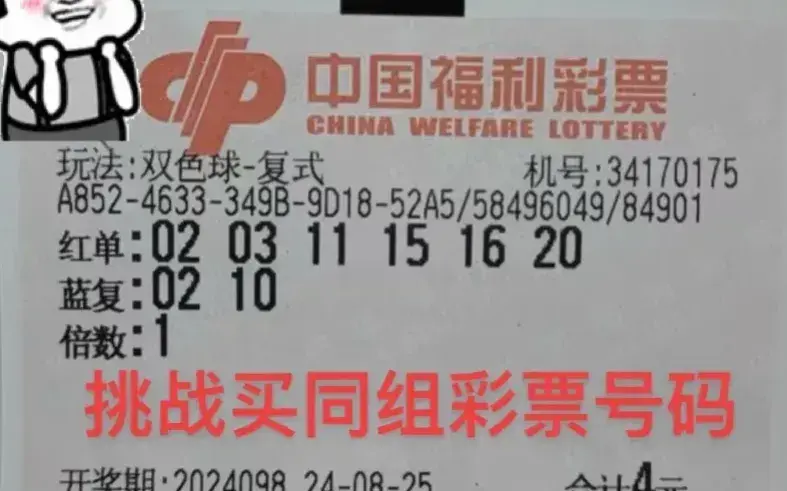 中国福利彩票
CHINA WELFARE LOTTERY
玩法:双色球-复式 机号:34170175
A852-4633-349B-9D18-52A5/58496049/84901
红单:02 03 11 15 16 20
蓝复:02 10
倍数:1
挑战买同组彩票号码
开奖期:2024098 24-08-25 合计4元